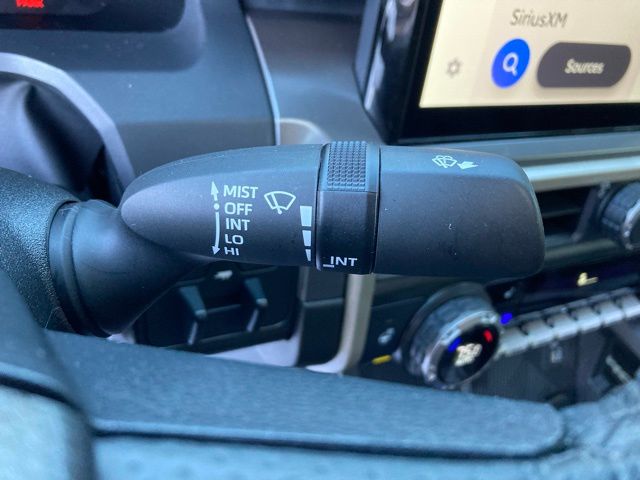 SiriusXM
Sources
MIST
OFF
INT
LO
HI
INT